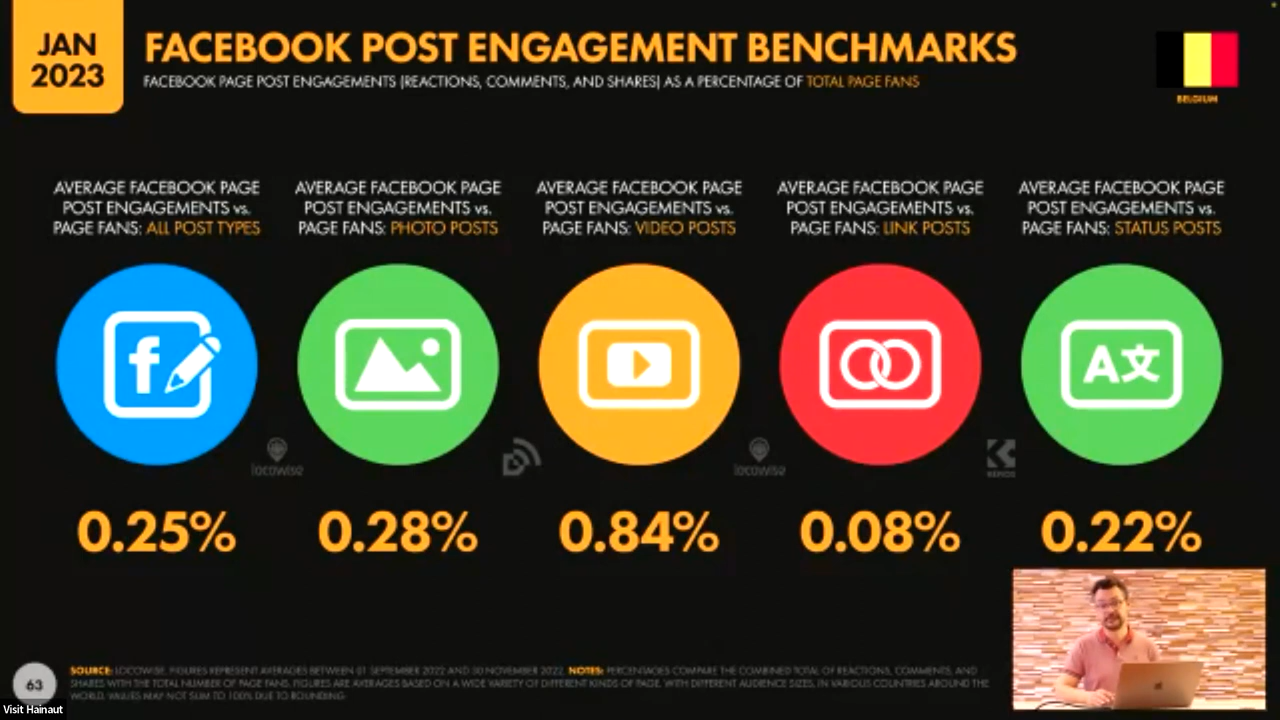 JAN
2023
FACEBOOK POST ENGAGEMENT BENCHMARKS
FACEBOOK PAGE POST ENGAGEMENTS (REACTIONS, COMMENTS, AND SHARES) AS A PERCENTAGE OF TOTAL PAGE FANS
BELGIUM
AVERAGE FACEBOOK PAGE
POST ENGAGEMENTS vs.
PAGE FANS: ALL POST TYPES
AVERAGE FACEBOOK PAGE
POST ENGAGEMENTS vs.
PAGE FANS: PHOTO POSTS
AVERAGE FACEBOOK PAGE
POST ENGAGEMENTS vs.
PAGE FANS: VIDEO POSTS
AVERAGE FACEBOOK PAGE
POST ENGAGEMENTS vs.
PAGE FANS: LINK POSTS
AVERAGE FACEBOOK PAGE
POST ENGAGEMENTS vs.
PAGE FANS: STATUS POSTS
f
A文
locowise
locowise
KEPIOS
0.25%
0.28%
0.84%
0.08%
0.22%
63
SOURCE: LOCOWISE. FIGURES REPRESENT AVERAGES BETWEEN 01 SEPTEMBER 2022 AND 30 NOVEMBER 2022. NOTES: PERCENTAGES COMPARE THE COMBINED TOTAL OF REACTIONS, COMMENTS, AND
SHARES WITH THE TOTAL NUMBER OF PAGE FANS. FIGURES ARE AVERAGES BASED ON A WIDE VARIETY OF DIFFERENT KINDS OF PAGE, WITH DIFFERENT AUDIENCE SIZES, IN VARIOUS COUNTRIES AROUND THE
WORLD. VALUES MAY NOT SUM TO 100% DUE TO ROUNDING.
Visit Hainaut